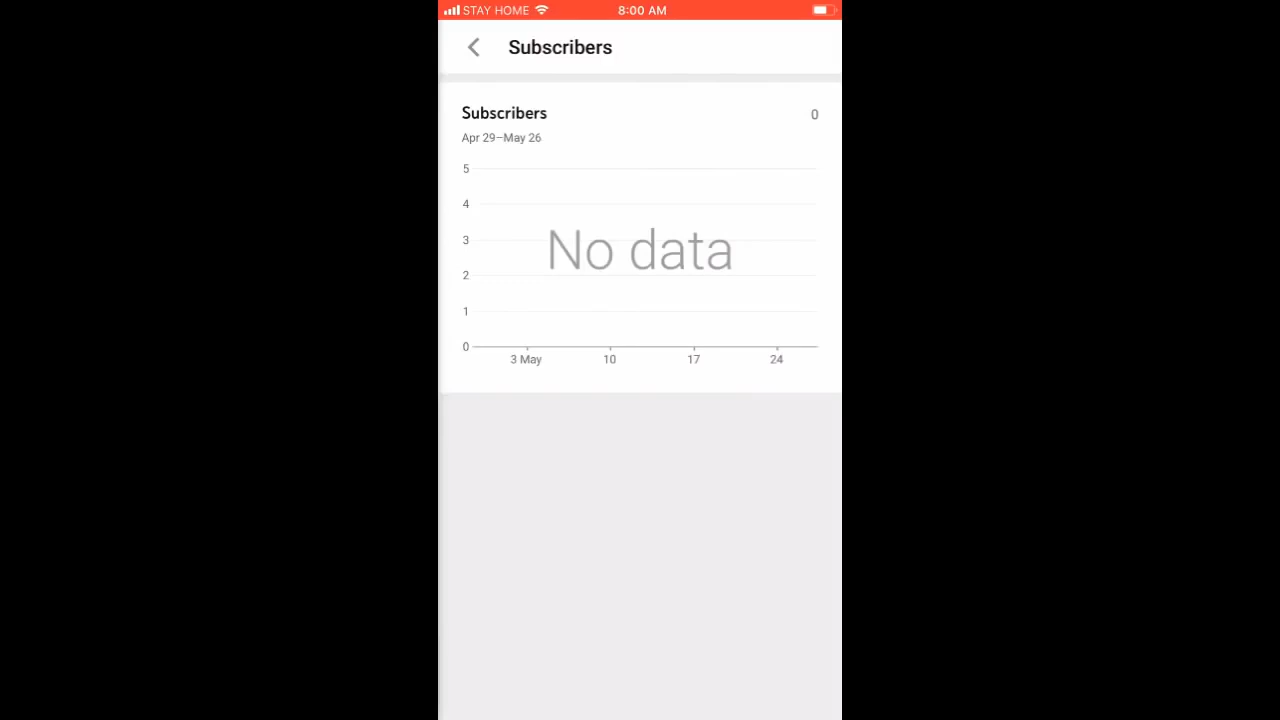 STAY HOME 8:00 AM
Subscribers
Subscribers 0
Apr 29–May 26
5
4
3
No data
2
1
0
3 May 10 17 24